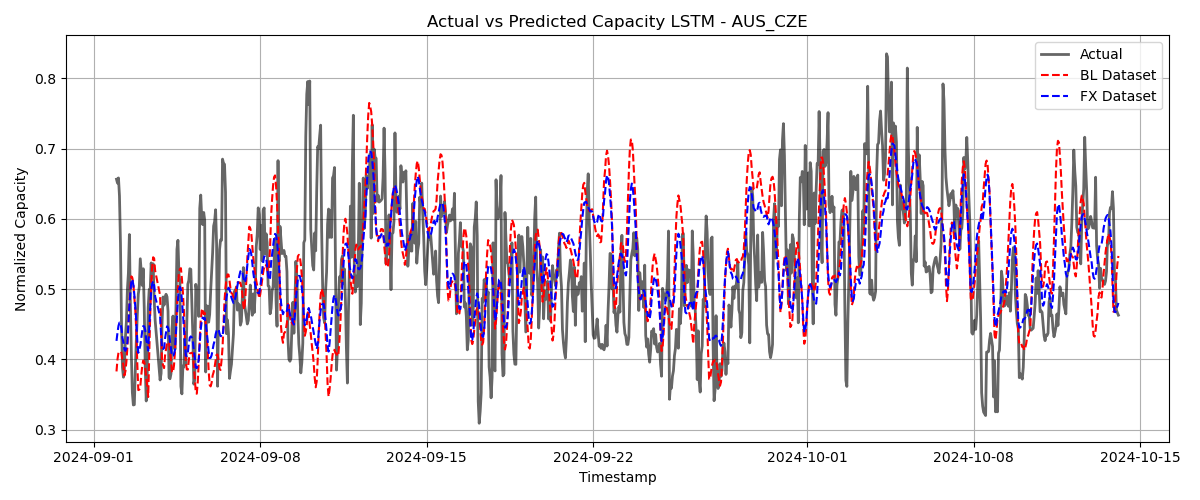 Actual vs Predicted Capacity LSTM - AUS_CZE
Actual
BL Dataset
FX Dataset
Normalized Capacity
0.8
0.7
0.6
0.5
0.4
0.3
2024-09-01
2024-09-08
2024-09-15
2024-09-22
2024-10-01
2024-10-08
2024-10-15
Timestamp